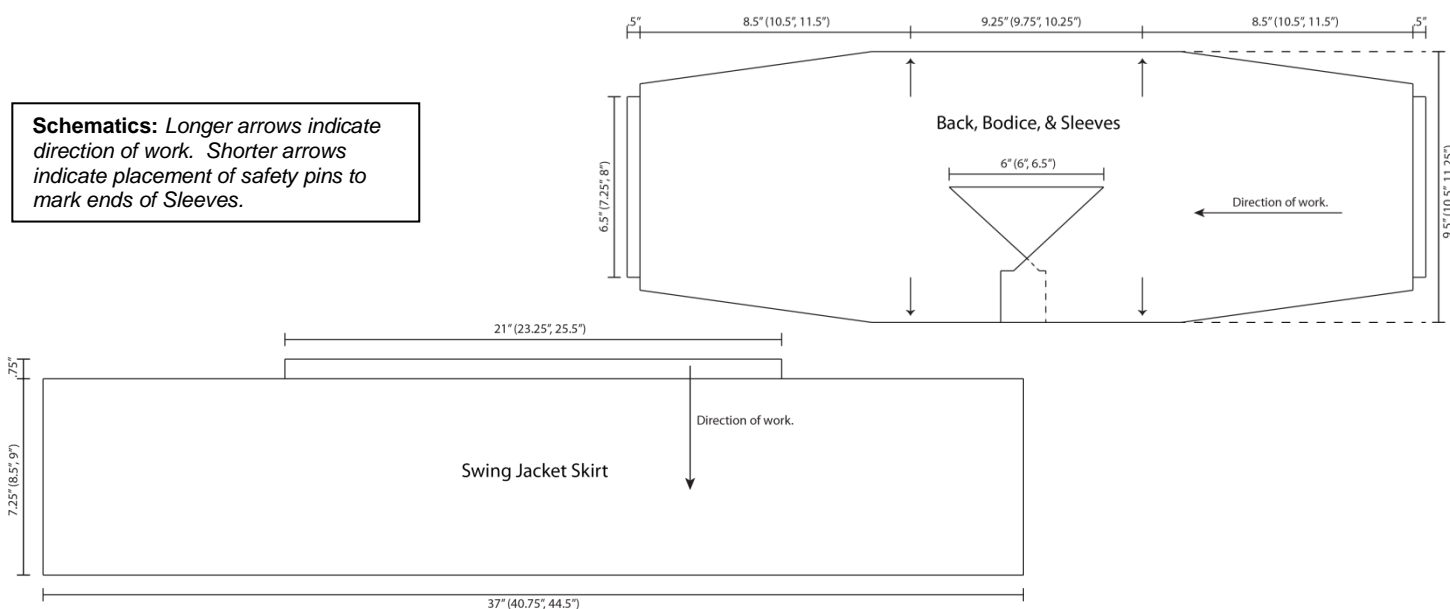 .5" 8.5" (10.5", 11.5") 9.25" (9.75", 10.25") 8.5" (10.5", 11.5") .5"
Schematics: Longer arrows indicate
direction of work. Shorter arrows
indicate placement of safety pins to
mark ends of Sleeves.
Back, Bodice, & Sleeves
6" (6", 6.5")
6.5" (7.25", 8")
Direction of work.
9.5" (10.5", 11.25")
21" (23.25", 25.5")
.75"
Direction of work.
7.25" (8.5", 9")
Swing Jacket Skirt
37" (40.75", 44.5")